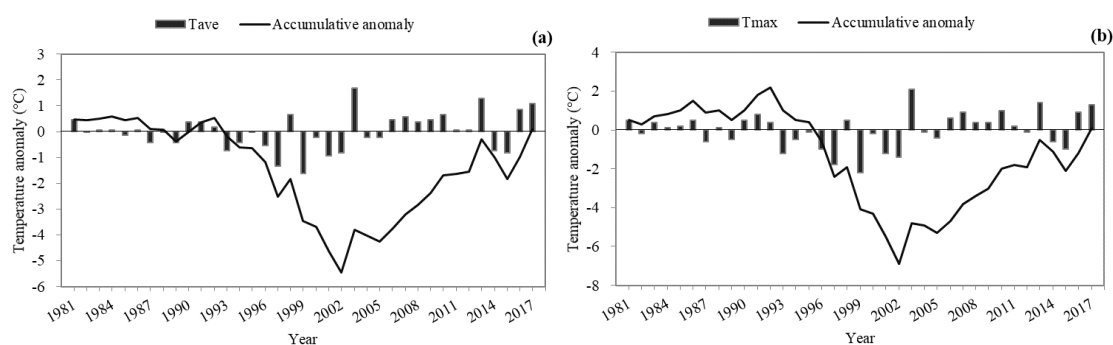 Tave Accumulative anomaly
(a)
Temperature anomaly (°C)
3
2
1
0
-1
-2
-3
-4
-5
-6
1981 1984 1987 1990 1993 1996 1999 2002 2005 2008 2011 2014 2017
Year
Tmax Accumulative anomaly
(b)
Temperature anomaly (°C)
4
2
0
-2
-4
-6
-8
1981 1984 1987 1990 1993 1996 1999 2002 2005 2008 2011 2014 2017
Year